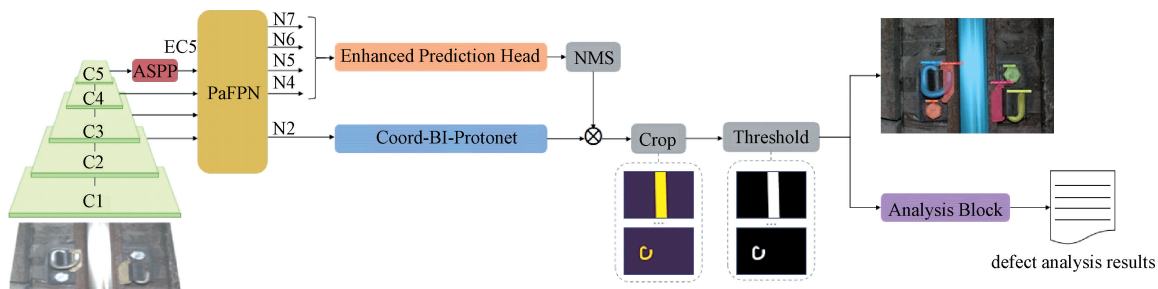 C5
C4
C3
C2
C1
ASPP
EC5
PaFPN
N7
N6
N5
N4
N2
Enhanced Prediction Head
NMS
Coord-BI-Protonet
Crop
Threshold
...
...
Analysis Block
defect analysis results